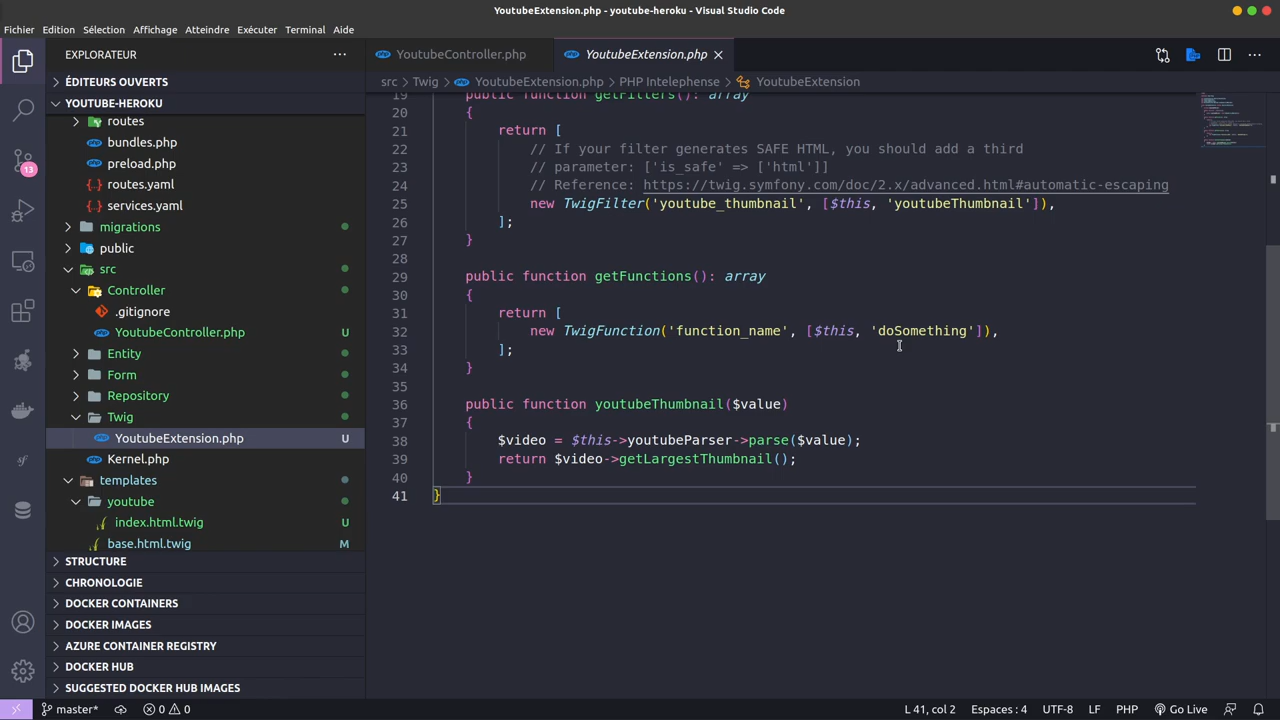 YoutubeExtension.php - youtube-heroku - Visual Studio Code
Fichier Edition Sélection Affichage Atteindre Exécuter Terminal Aide
EXPLORATEUR
YoutubeController.php
YoutubeExtension.php
ÉDITEURS OUVERTS
src > Twig > YoutubeExtension.php > PHP Intelephense > YoutubeExtension
YOUTUBE-HEROKU
routes
bundles.php
preload.php
routes.yaml
services.yaml
migrations
public
src
Controller
.gitignore
YoutubeController.php U
Entity
Form
Repository
Twig
YoutubeExtension.php U
Kernel.php
templates
youtube
index.html.twig U
base.html.twig M
STRUCTURE
CHRONOLOGIE
DOCKER CONTAINERS
DOCKER IMAGES
AZURE CONTAINER REGISTRY
DOCKER HUB
SUGGESTED DOCKER HUB IMAGES
13
19 public function getFilters(): array
20 {
21 return [
22 // If your filter generates SAFE HTML, you should add a third
23 // parameter: ['is_safe' => ['html']]
24 // Reference: https://twig.symfony.com/doc/2.x/advanced.html#automatic-escaping
25 new TwigFilter('youtube_thumbnail', [$this, 'youtubeThumbnail']),
26 ];
27 }
28
29 public function getFunctions(): array
30 {
31 return [
32 new TwigFunction('function_name', [$this, 'doSomething']),
33 ];
34 }
35
36 public function youtubeThumbnail($value)
37 {
38 $video = $this->youtubeParser->parse($value);
39 return $video->getLargestThumbnail();
40 }
41 }
master* 0 0 L 41, col 2 Espaces : 4 UTF-8 LF PHP Go Live